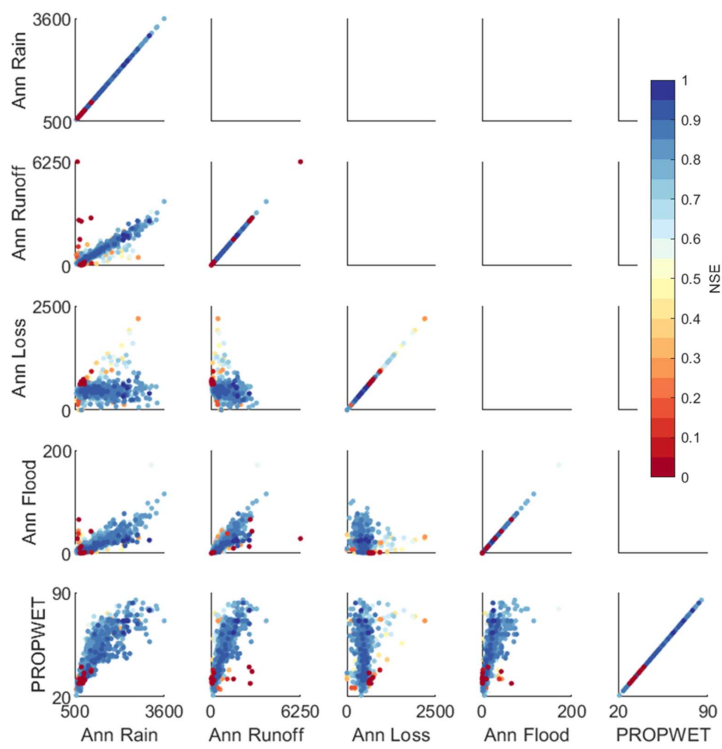 3600
Ann Rain
500
6250
Ann Runoff
0
2500
Ann Loss
0
200
Ann Flood
0
90
PROPWET
20
500 3600
Ann Rain
0 6250
Ann Runoff
0 2500
Ann Loss
0 200
Ann Flood
20 90
PROPWET
1
0.9
0.8
0.7
0.6
0.5
0.4
0.3
0.2
0.1
0
NSE